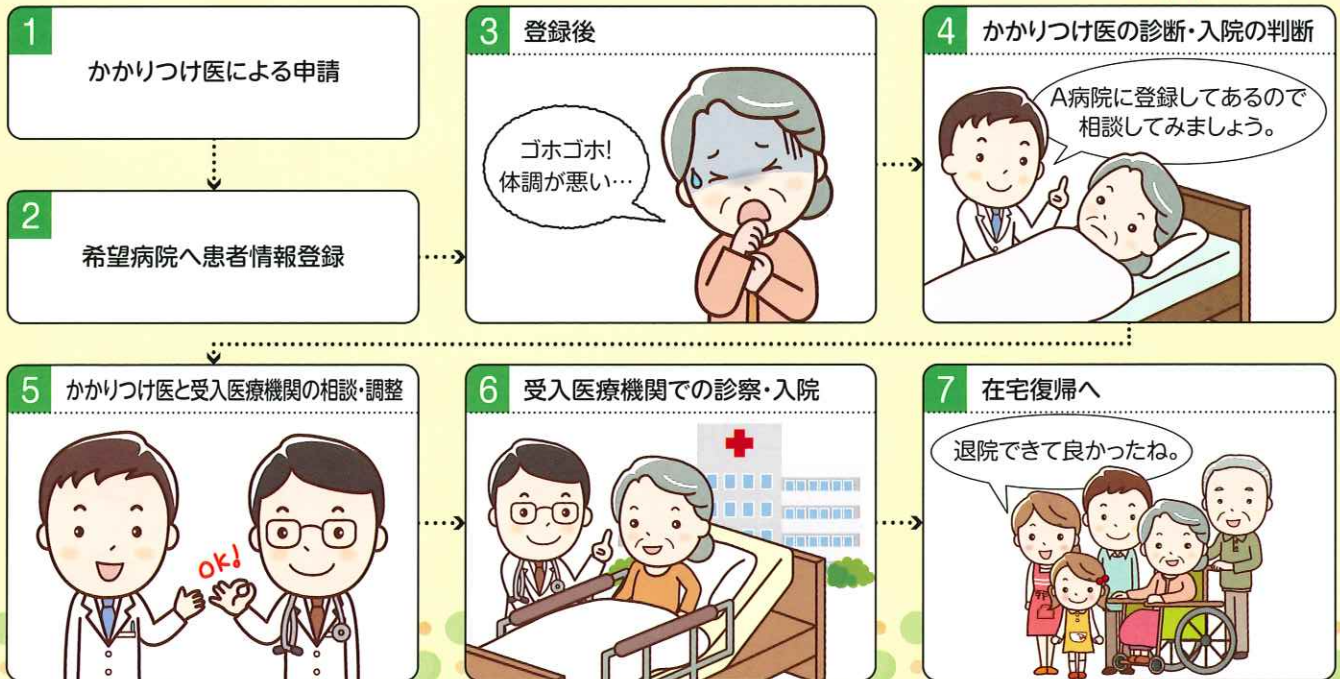 1
かかりつけ医による申請
2
希望病院へ患者情報登録
3 登録後
ゴホゴホ!
体調が悪い…
4 かかりつけ医の診断・入院の判断
A病院に登録してあるので
相談してみましょう。
5 かかりつけ医と受入医療機関の相談・調整
OK!
6 受入医療機関での診察・入院
7 在宅復帰へ
退院できて良かったね。